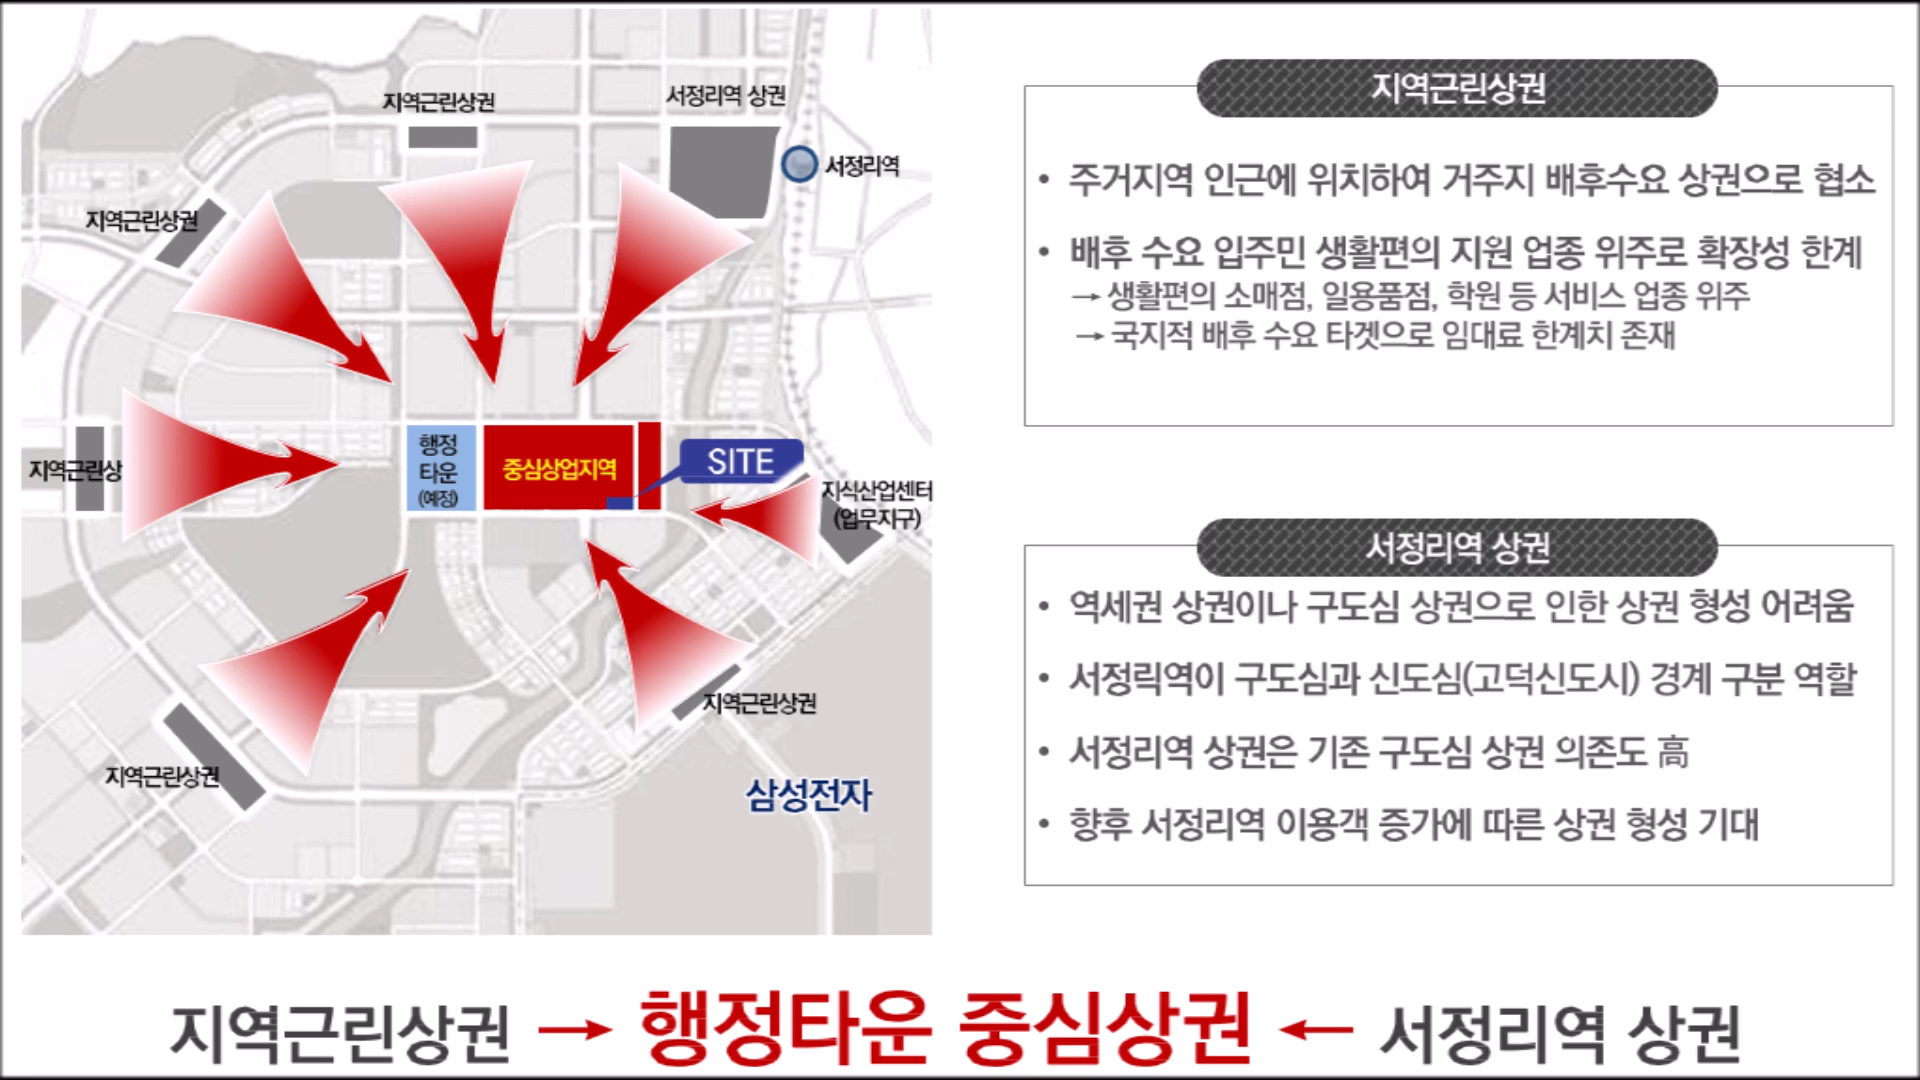 지역근린상권
서정리역 상권
서정리역
지역근린상권
행정
타운
(예정)
중심상업지역
SITE
지역근린상
지식산업센터
(업무지구)
지역근린상권
지역근린상권
삼성전자
지역근린상권
• 주거지역 인근에 위치하여 거주지 배후수요 상권으로 협소
• 배후 수요 입주민 생활편의 지원 업종 위주로 확장성 한계
→ 생활편의 소매점, 일용품점, 학원 등 서비스 업종 위주
→ 국지적 배후 수요 타겟으로 임대료 한계치 존재
서정리역 상권
• 역세권 상권이나 구도심 상권으로 인한 상권 형성 어려움
• 서정릭역이 구도심과 신도심(고덕신도시) 경계 구분 역할
• 서정리역 상권은 기존 구도심 상권 의존도 高
• 향후 서정리역 이용객 증가에 따른 상권 형성 기대
지역근린상권 → 행정타운 중심상권 ← 서정리역 상권